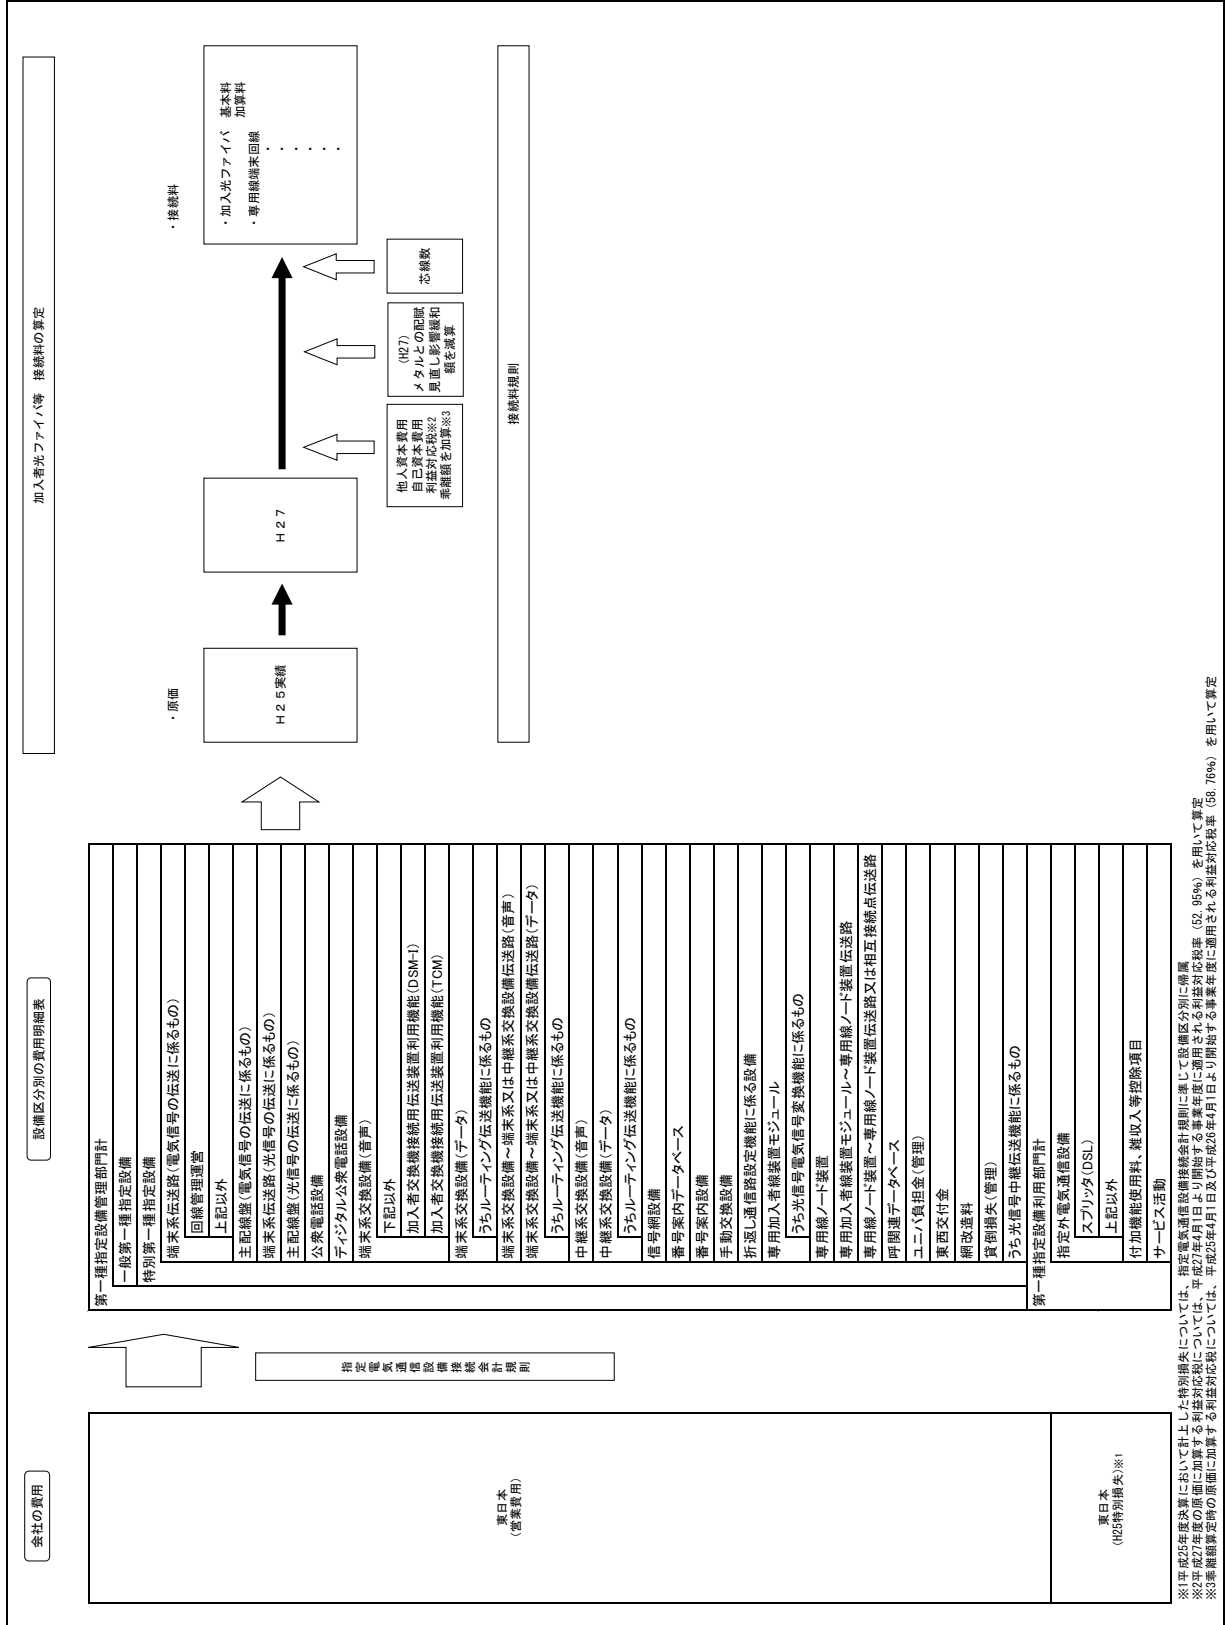 会社の費用
東日本
(営業費用)
東日本
(H25特別損失)※1
指定電気通信設備接続会計規則
設備区分別の費用明細表
第一種指定設備管理部門計
一般第一種指定設備
特別第一種指定設備
端末系伝送路(電気信号の伝送に係るもの)
回線管理運営
上記以外
主配線盤(電気信号の伝送に係るもの)
端末系伝送路(光信号の伝送に係るもの)
主配線盤(光信号の伝送に係るもの)
公衆電話設備
ディジタル公衆電話設備
端末系交換設備(音声)
下記以外
加入者交換機接続用伝送装置利用機能(DSM-I)
加入者交換機接続用伝送装置利用機能(TCM)
端末系交換設備(データ)
うちルーティング伝送機能に係るもの
端末系交換設備～端末系又は中継系交換設備伝送路(音声)
端末系交換設備～端末系又は中継系交換設備伝送路(データ)
うちルーティング伝送機能に係るもの
中継系交換設備(音声)
中継系交換設備(データ)
うちルーティング伝送機能に係るもの
信号網設備
番号案内データベース
番号案内設備
手動交換設備
折返し通信路設定機能に係る設備
専用加入者線装置モジュール
うち光信号電気信号変換機能に係るもの
専用線ノード装置
専用加入者線装置モジュール～専用線ノード装置伝送路
専用線ノード装置～専用線ノード装置伝送路又は相互接続点伝送路
呼関連データベース
ユニバ負担金(管理)
東西交付金
網改造料
貸倒損失(管理)
うち光信号中継伝送機能に係るもの
第一種指定設備利用部門計
指定外電気通信設備
スプリッタ(DSL)
上記以外
付加機能使用料、雑収入等控除項目
サービス活動
加入者光ファイバ等 接続料の算定
・原価
H25実績
H27
・接続料
・加入光ファイバ 基本料
加算料
・専用線端末回線
・
・
・
・
・
・
他人資本費用
自己資本費用
利益対応税※2
乖離額を加算※3
(H27)
メタルとの配賦
見直し影響緩和
額を減算
芯線数
接続料規則
※1平成25年度決算において計上した特別損失については、指定電気通信設備接続会計規則に準じて設備区分別に帰属
※2平成27年度の原価に加算する利益対応税については、平成27年4月1日より開始する事業年度に適用される利益対応税率(52.95%)を用いて算定
※3乖離額算定時の原価に加算する利益対応税については、平成25年4月1日及び平成26年4月1日より開始する事業年度に適用される利益対応税率(58.76%)を用いて算定